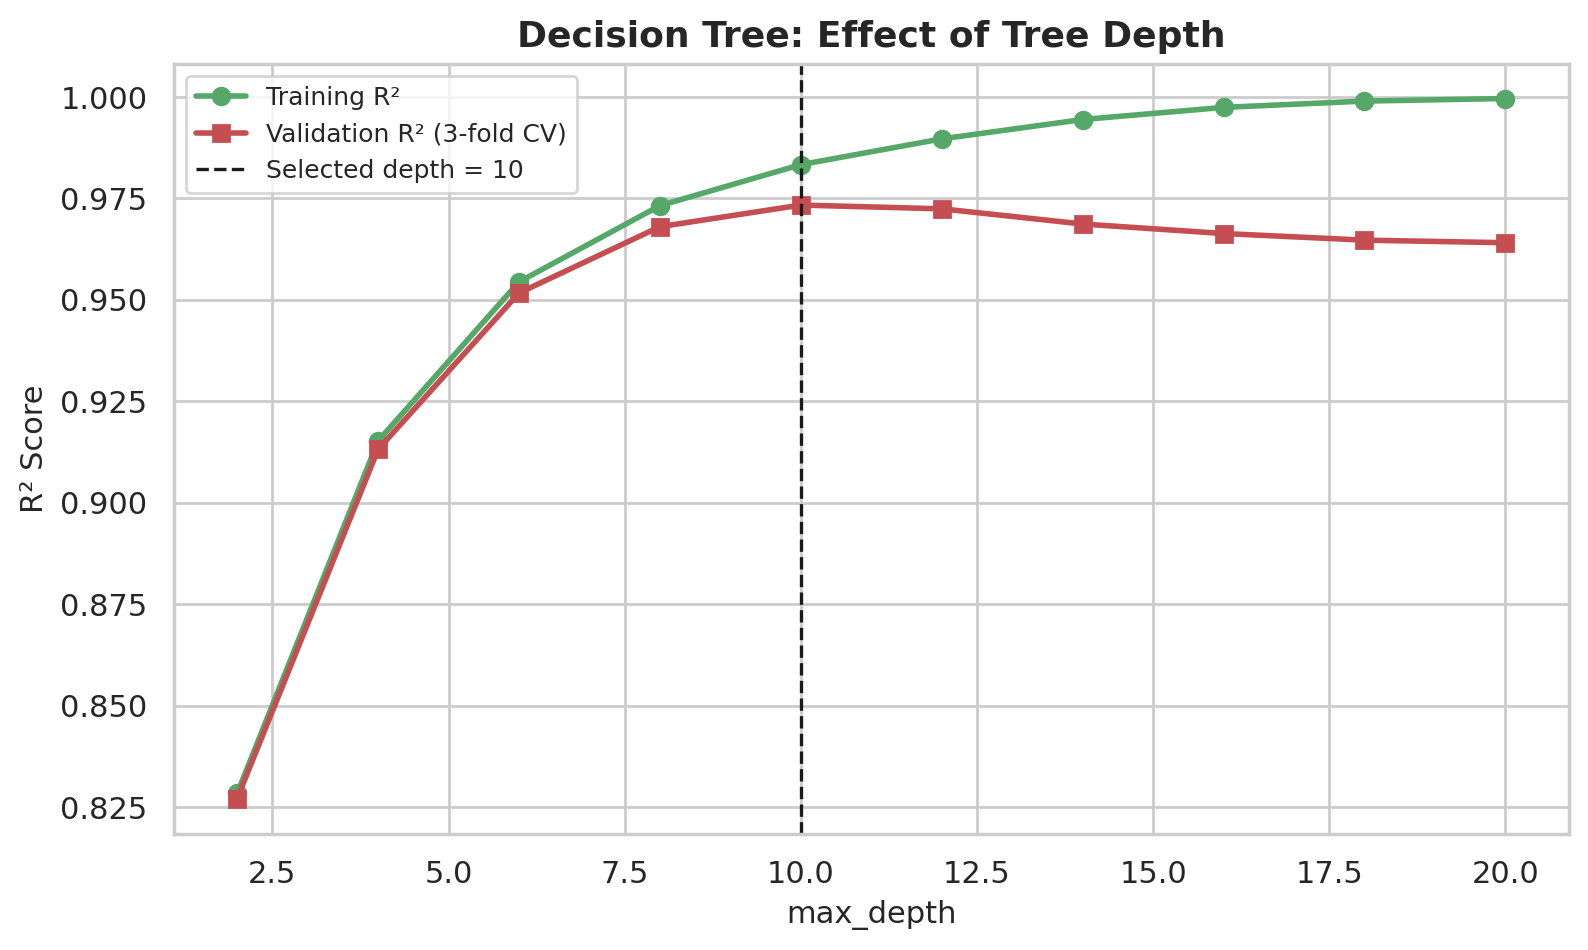 Decision Tree: Effect of Tree Depth
Training R²
Validation R² (3-fold CV)
Selected depth = 10
1.000
0.975
0.950
0.925
0.900
0.875
0.850
0.825
R² Score
2.5 5.0 7.5 10.0 12.5 15.0 17.5 20.0
max_depth